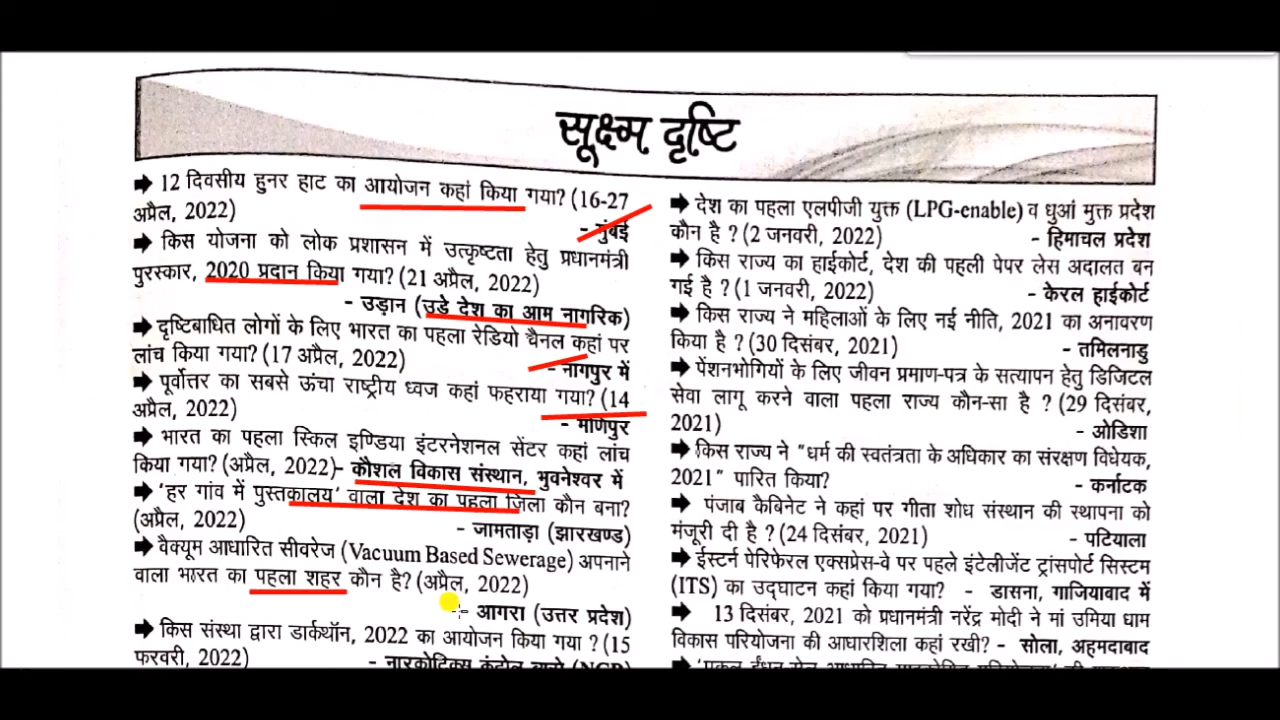 सूक्ष्म दृष्टि
➡ 12 दिवसीय हुनर हाट का आयोजन कहां किया गया? (16-27
अप्रैल, 2022)
- मुंबई
➡ किस योजना को लोक प्रशासन में उत्कृष्टता हेतु प्रधानमंत्री
पुरस्कार, 2020 प्रदान किया गया? (21 अप्रैल, 2022)
- उड़ान (उडे देश का आम नागरिक)
➡ दृष्टिबाधित लोगों के लिए भारत का पहला रेडियो चैनल कहां पर
लांच किया गया? (17 अप्रैल, 2022)
- नागपुर में
➡ पूर्वोत्तर का सबसे ऊंचा राष्ट्रीय ध्वज कहां फहराया गया? (14
अप्रैल, 2022)
- मणिपुर
➡ भारत का पहला स्किल इण्डिया इंटरनेशनल सेंटर कहां लांच
किया गया? (अप्रैल, 2022)- कौशल विकास संस्थान, भुवनेश्वर में
➡ 'हर गांव में पुस्तकालय' वाला देश का पहला जिला कौन बना?
(अप्रैल, 2022)
- जामताड़ा (झारखण्ड)
➡ वैक्यूम आधारित सीवरेज (Vacuum Based Sewerage) अपनाने
वाला भारत का पहला शहर कौन है? (अप्रैल, 2022)
- आगरा (उत्तर प्रदेश)
➡ किस संस्था द्वारा डार्कथॉन, 2022 का आयोजन किया गया ? (15
फरवरी, 2022)
- नारकोटिक्स कंट्रोल ब्यूरो (NCB)
➡ देश का पहला एलपीजी युक्त (LPG-enable) व धुआं मुक्त प्रदेश
कौन है ? (2 जनवरी, 2022)
- हिमाचल प्रदेश
➡ किस राज्य का हाईकोर्ट, देश की पहली पेपर लेस अदालत बन
गई है ? (1 जनवरी, 2022)
- केरल हाईकोर्ट
➡ किस राज्य ने महिलाओं के लिए नई नीति, 2021 का अनावरण
किया है ? (30 दिसंबर, 2021)
- तमिलनाडु
➡ पेंशनभोगियों के लिए जीवन प्रमाण-पत्र के सत्यापन हेतु डिजिटल
सेवा लागू करने वाला पहला राज्य कौन-सा है ? (29 दिसंबर,
2021)
- ओडिशा
➡ किस राज्य ने "धर्म की स्वतंत्रता के अधिकार का संरक्षण विधेयक,
2021" पारित किया?
- कर्नाटक
➡ पंजाब कैबिनेट ने कहां पर गीता शोध संस्थान की स्थापना को
मंजूरी दी है ? (24 दिसंबर, 2021)
- पटियाला
➡ ईस्टर्न पेरिफेरल एक्सप्रेस-वे पर पहले इंटेलीजेंट ट्रांसपोर्ट सिस्टम
(ITS) का उद्घाटन कहां किया गया? - डासना, गाजियाबाद में
➡ 13 दिसंबर, 2021 को प्रधानमंत्री नरेंद्र मोदी ने मां उमिया धाम
विकास परियोजना की आधारशिला कहां रखी? - सोला, अहमदाबाद